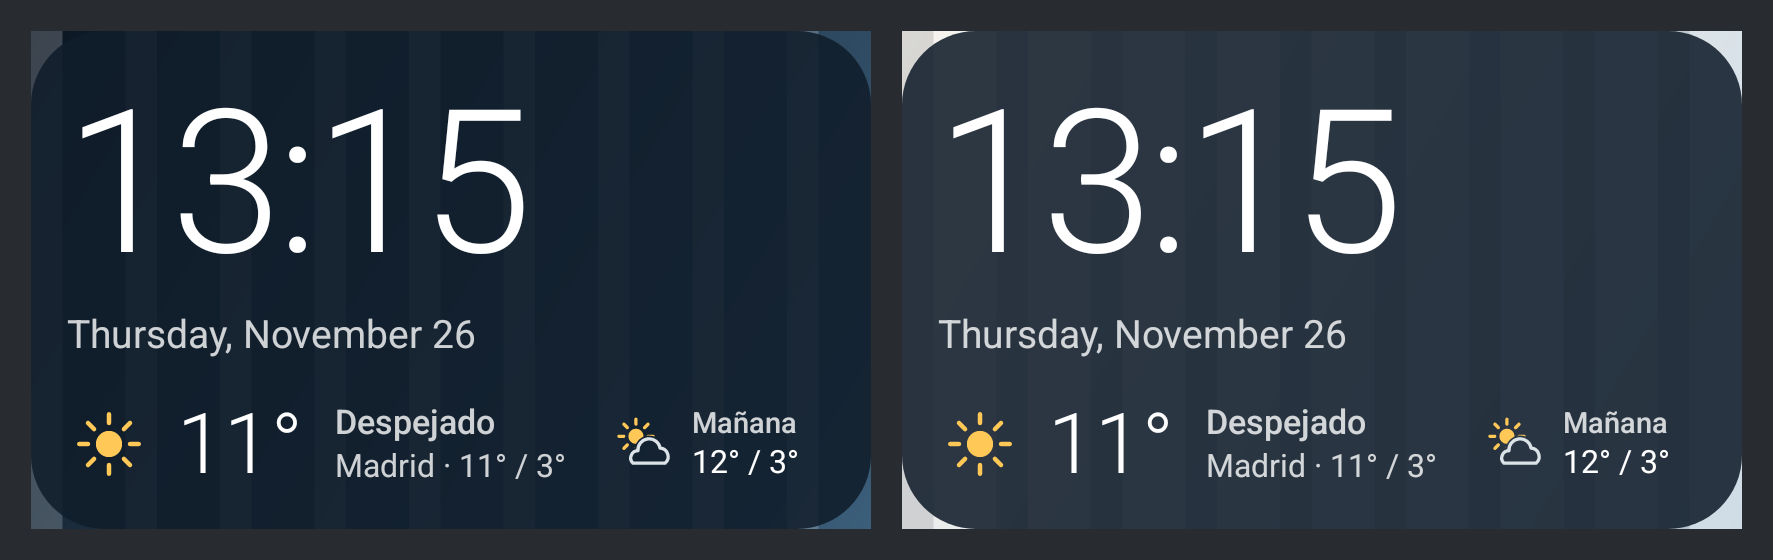 13:15
Thursday, November 26
11°
Despejado
Madrid · 11° / 3°
Mañana
12° / 3°
13:15
Thursday, November 26
11°
Despejado
Madrid · 11° / 3°
Mañana
12° / 3°